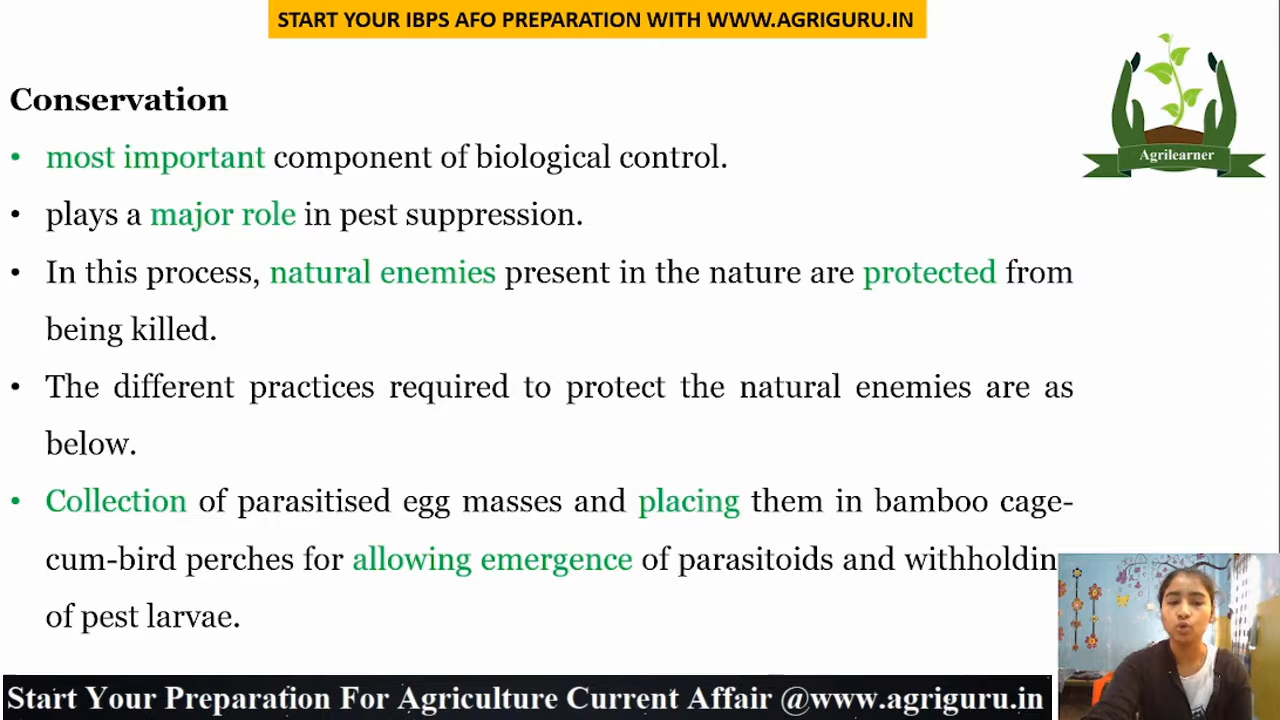 START YOUR IBPS AFO PREPARATION WITH WWW.AGRIGURU.IN
Agrilearner
Conservation
• most important component of biological control.
• plays a major role in pest suppression.
• In this process, natural enemies present in the nature are protected from
being killed.
• The different practices required to protect the natural enemies are as
below.
• Collection of parasitised egg masses and placing them in bamboo cage-
cum-bird perches for allowing emergence of parasitoids and withholdin
of pest larvae.
Start Your Preparation For Agriculture Current Affair @www.agriguru.in